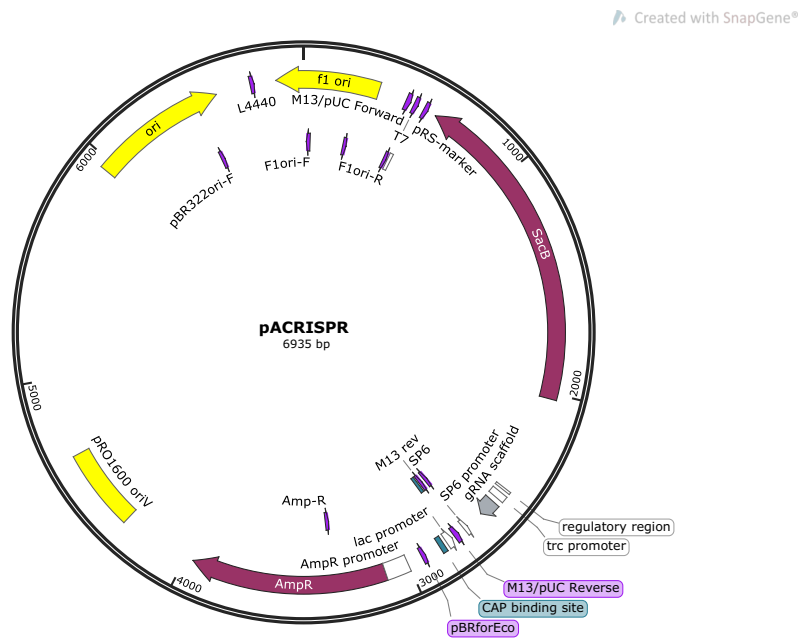 Created with SnapGene®
f1 ori
L4440
M13/pUC Forward
T7
pRS-marker
ori
F1ori-F
F1ori-R
pBR322ori-F
1000
6000
SacB
pACRISPR
6935 bp
2000
5000
M13 rev
SP6
SP6 promoter
gRNA scaffold
pRO1600 oriV
Amp-R
lac promoter
regulatory region
trc promoter
AmpR promoter
AmpR
4000
3000
M13/pUC Reverse
CAP binding site
pBRforEco